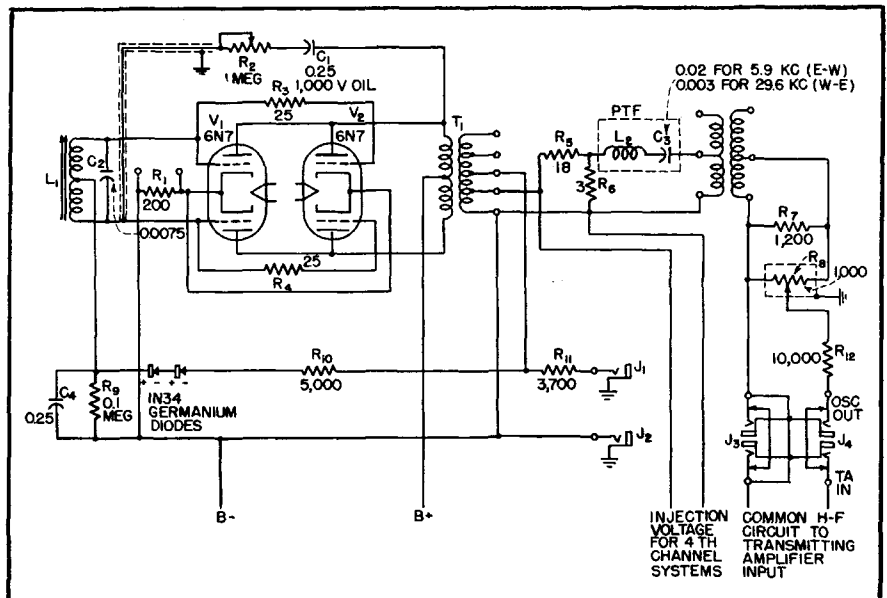 R2
1 MEG
C1
0.25
1,000 V OIL
R3
25
V1
6N7
V2
6N7
T1
0.02 FOR 5.9 KC (E-W)
0.003 FOR 29.6 KC (W-E)
PTF
L2
C3
R5
18
3
R6
L1
C2
R1
200
0.0075
25
R4
R7
1,200
R8
1,000
R12
10,000
C4
0.25
R9
0.1
MEG
+ - + -
IN34
GERMANIUM
DIODES
R10
5,000
R11
3,700
J1
J2
OSC
OUT
J3
J4
TA
IN
B-
B+
INJECTION
VOLTAGE
FOR 4 TH
CHANNEL
SYSTEMS
COMMON H-F
CIRCUIT TO
TRANSMITTING
AMPLIFIER
INPUT